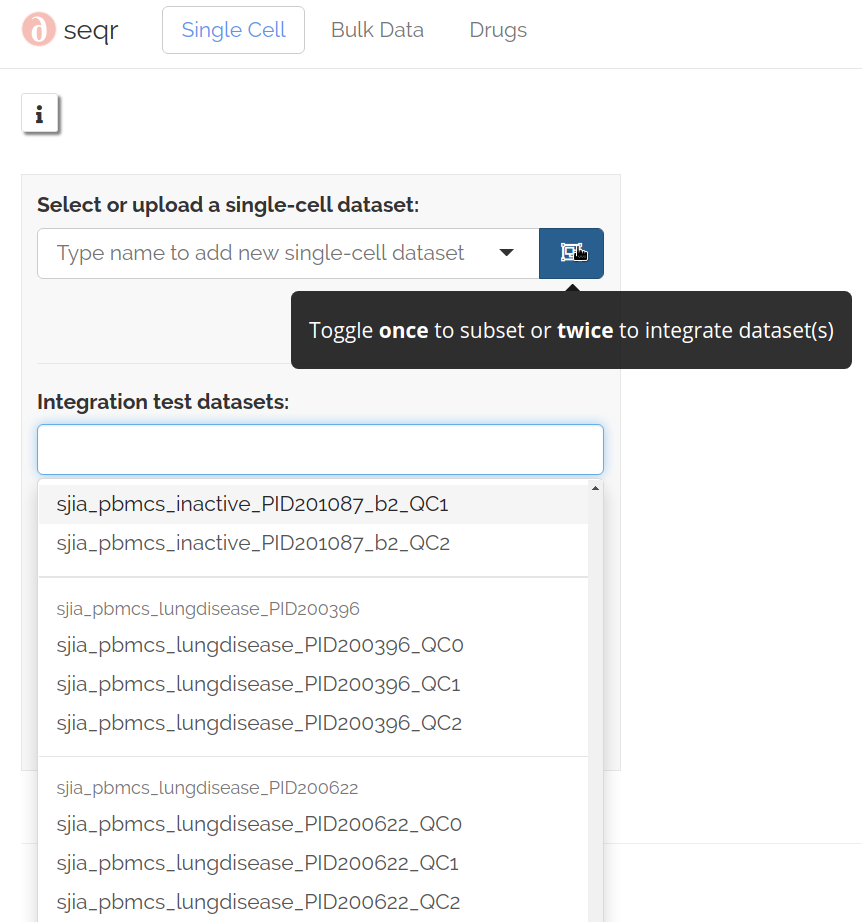 seqr
Single Cell
Bulk Data
Drugs
i
Select or upload a single-cell dataset:
Type name to add new single-cell dataset
Toggle once to subset or twice to integrate dataset(s)
Integration test datasets:
sjia_pbmcs_inactive_PID201087_b2_QC1
sjia_pbmcs_inactive_PID201087_b2_QC2
sjia_pbmcs_lungdisease_PID200396
sjia_pbmcs_lungdisease_PID200396_QC0
sjia_pbmcs_lungdisease_PID200396_QC1
sjia_pbmcs_lungdisease_PID200396_QC2
sjia_pbmcs_lungdisease_PID200622
sjia_pbmcs_lungdisease_PID200622_QC0
sjia_pbmcs_lungdisease_PID200622_QC1
sjia_pbmcs_lungdisease_PID200622_QC2